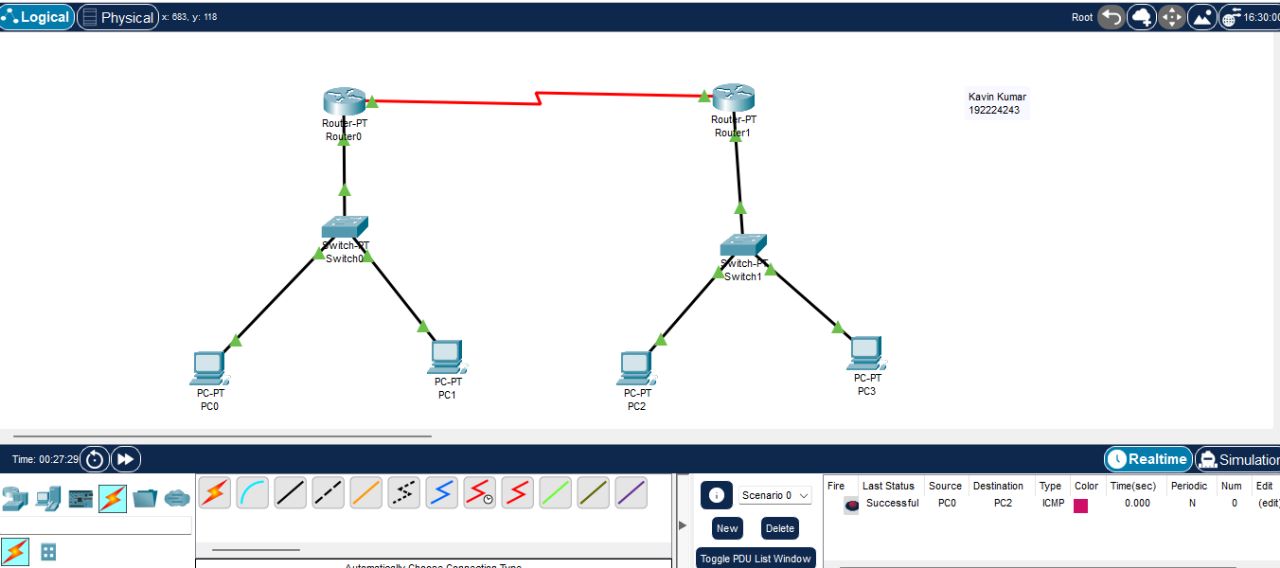 Logical Physical x: 683, y: 118 Root 16:30:00
Kavin Kumar
192224243
Router-PT
Router0
Router-PT
Router1
Switch-PT
Switch0
Switch-PT
Switch1
PC-PT
PC0
PC-PT
PC1
PC-PT
PC2
PC-PT
PC3
Time: 00:27:29 Realtime Simulation
Scenario 0
New Delete
Toggle PDU List Window
Fire Last Status Source Destination Type Color Time(sec) Periodic Num Edit
Successful PC0 PC2 ICMP 0.000 N 0 (edit)
Automatically Choose Connection Type